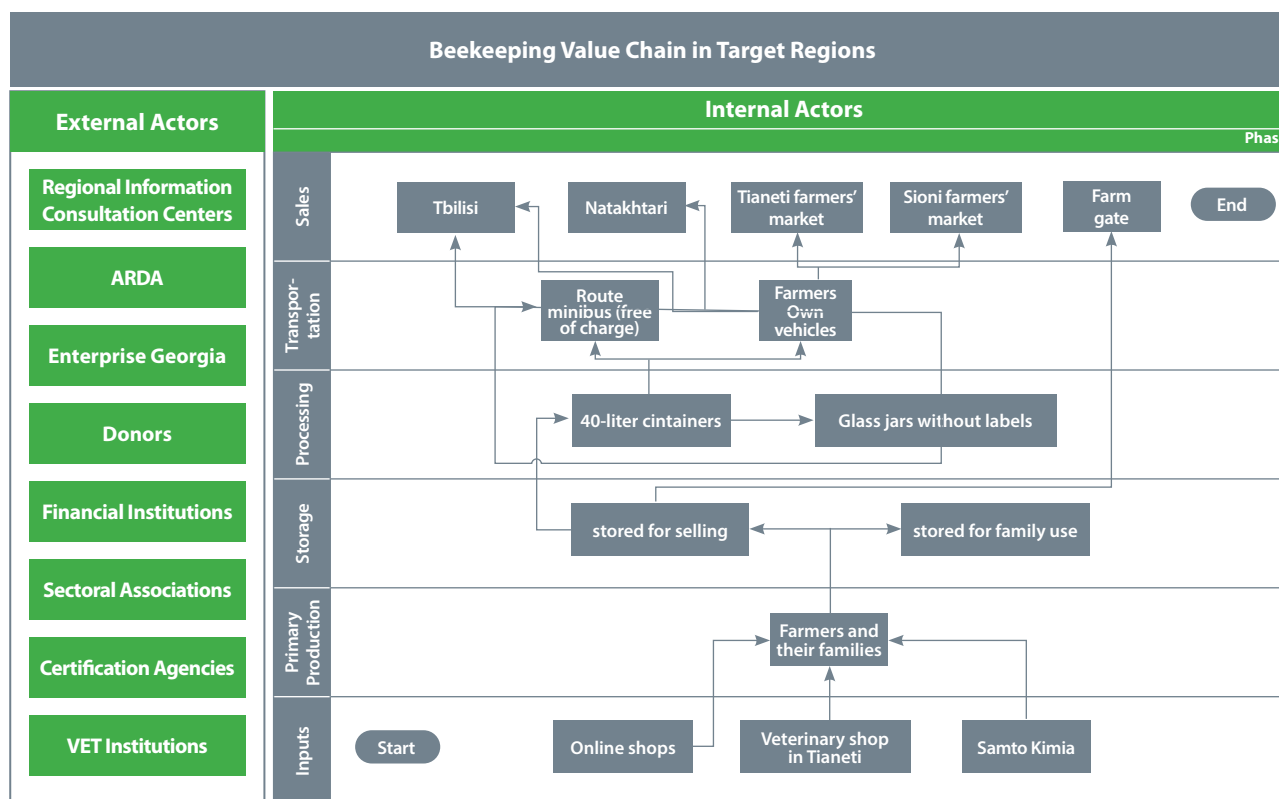 Beekeeping Value Chain in Target Regions
External Actors
Regional Information
Consultation Centers
ARDA
Enterprise Georgia
Donors
Financial Institutions
Sectoral Associations
Certification Agencies
VET Institutions
Internal Actors
Phas
Sales
Tbilisi
Natakhtari
Tianeti farmers'
market
Sioni farmers'
market
Farm
gate
End
Transpor-
tation
Route
minibus (free
of charge)
Farmers
Own
vehicles
Processing
40-liter cintainers
Glass jars without labels
Storage
stored for selling
stored for family use
Primary
Production
Farmers and
their families
Inputs
Start
Online shops
Veterinary shop
in Tianeti
Samto Kimia